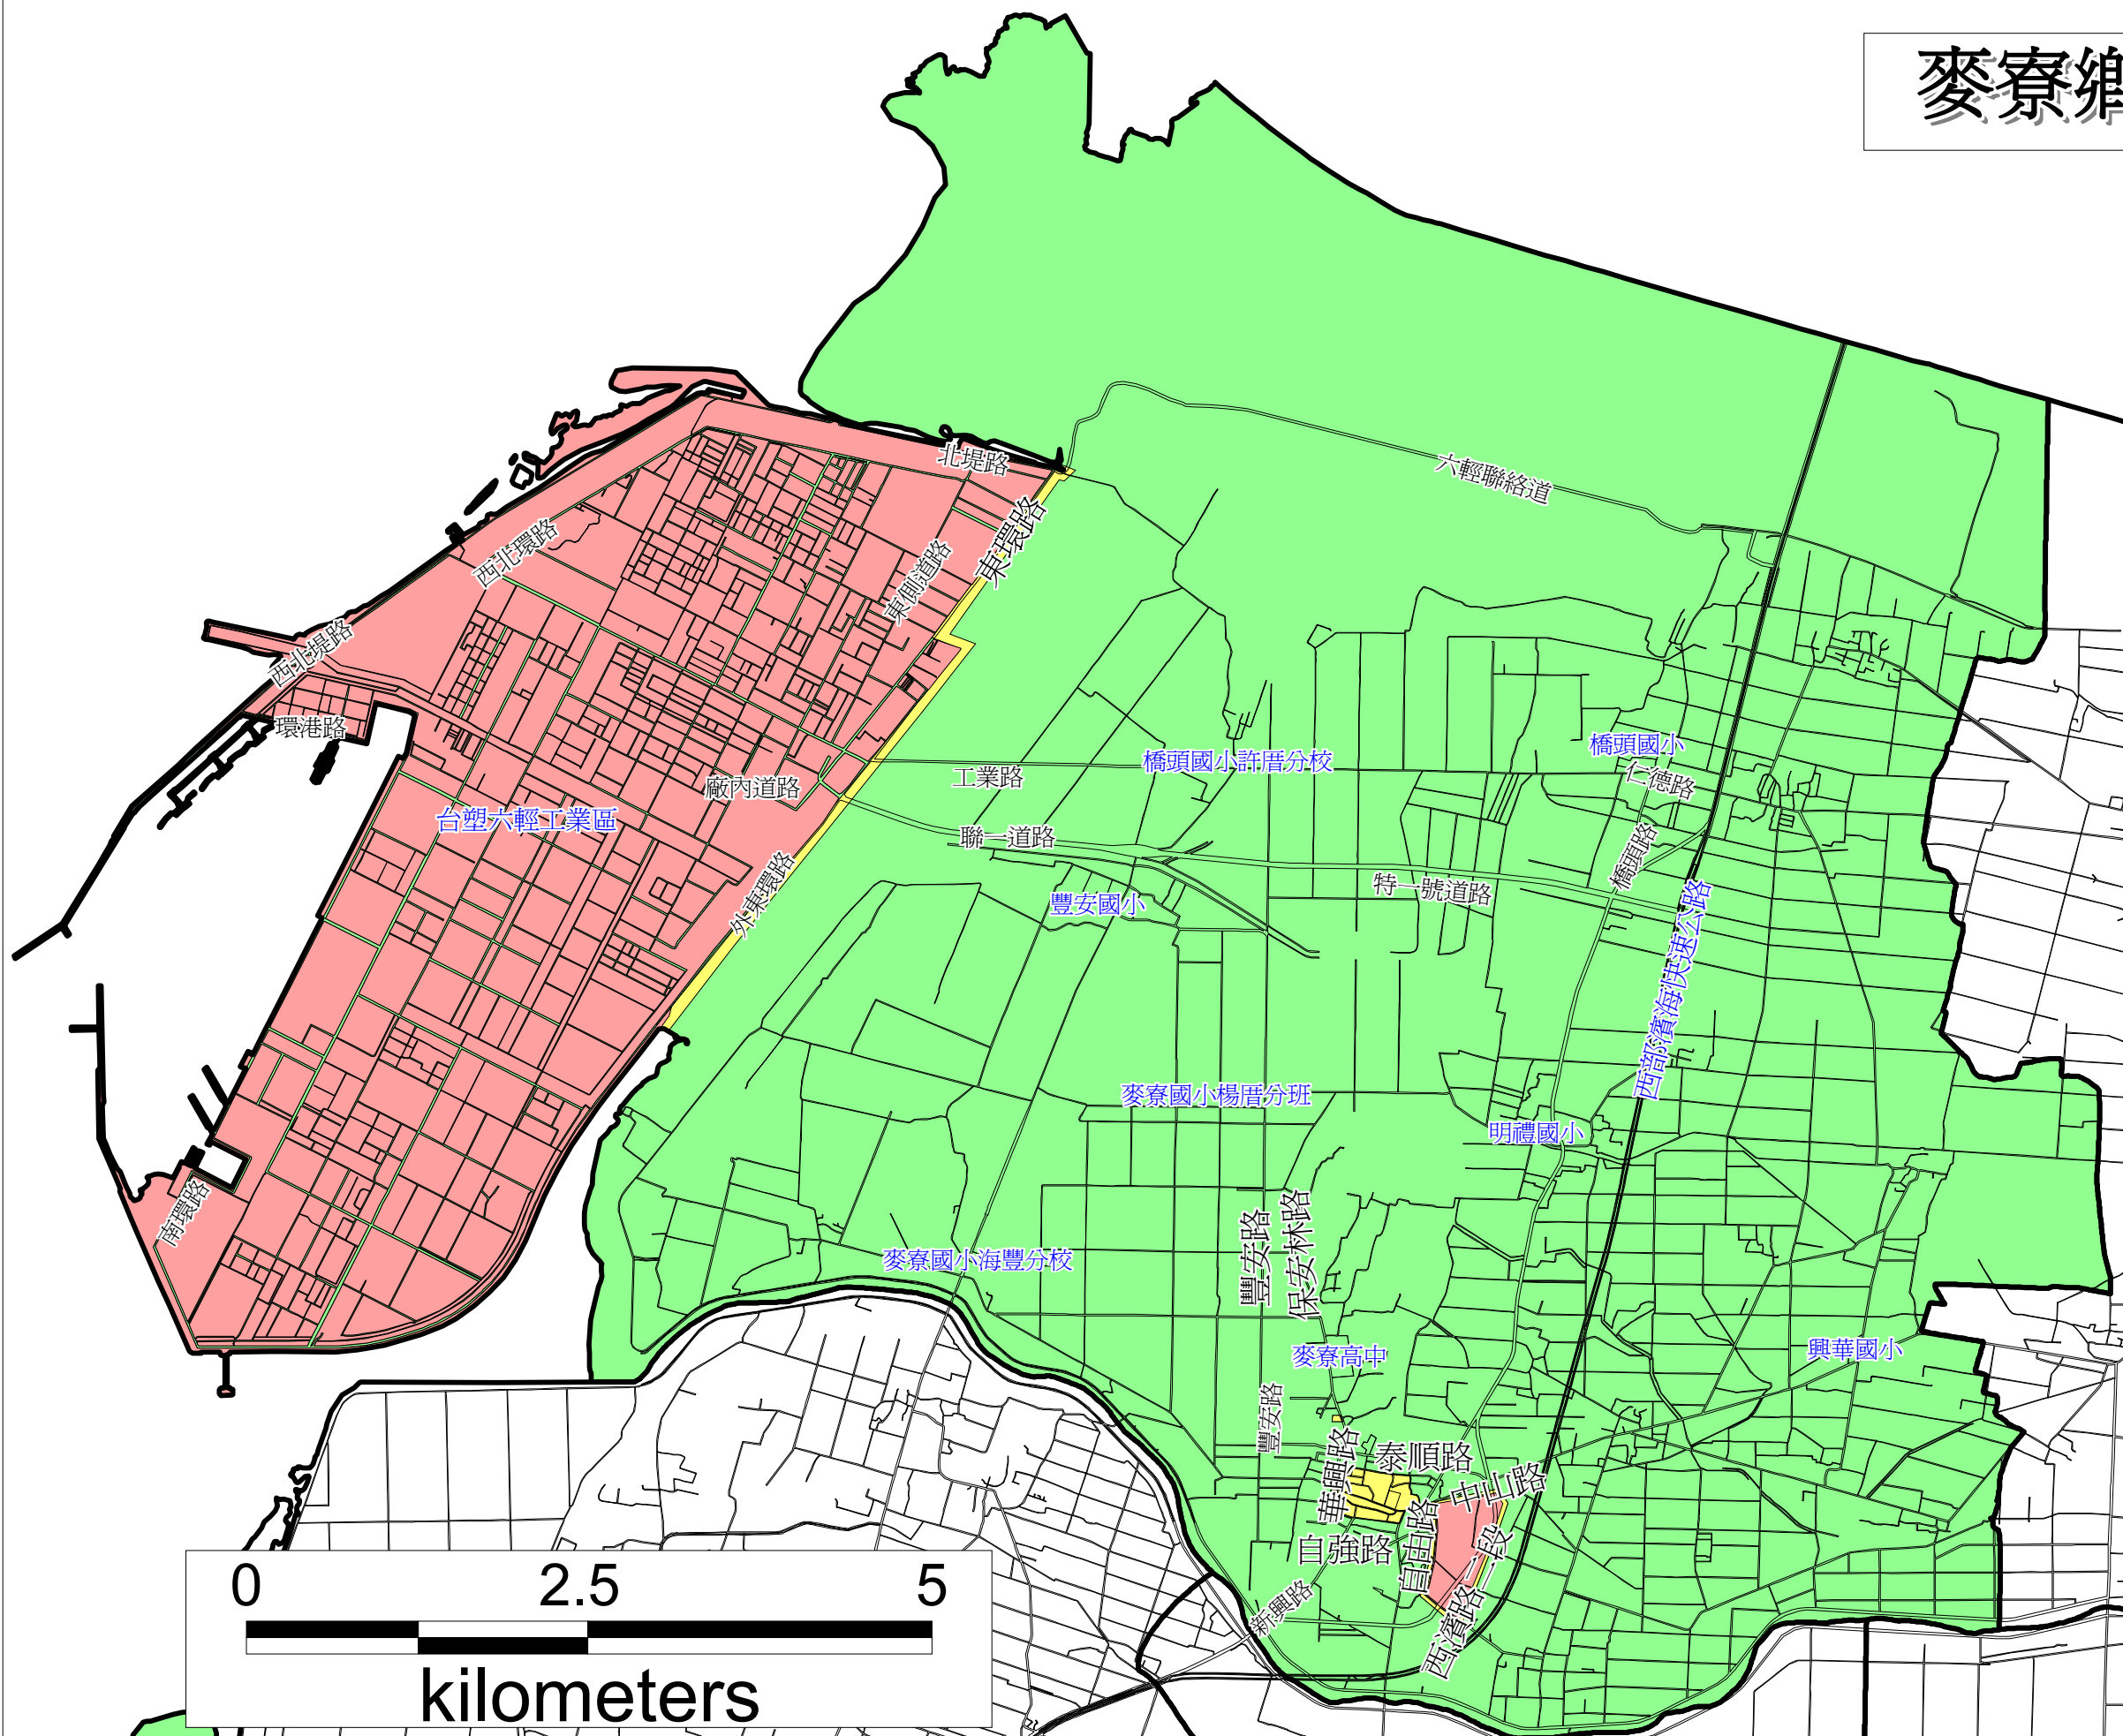 麥寮鄉
北堤路
六輕聯絡道
東環路
西北環路
東側道路
西北堤路
環港路
橋頭國小
橋頭國小許厝分校
工業路
仁德路
廠內道路
台塑六輕工業區
聯一道路
橋頭路
特一號道路
外東環路
豐安國小
西部濱海快速公路
麥寮國小楊厝分班
明禮國小
南環路
豐安路
保安林路
麥寮國小海豐分校
麥寮高中
興華國小
豐安路
華興路
泰順路
中山路
自強路
自由路
西濱路二段
新興路
0 2.5 5
kilometers